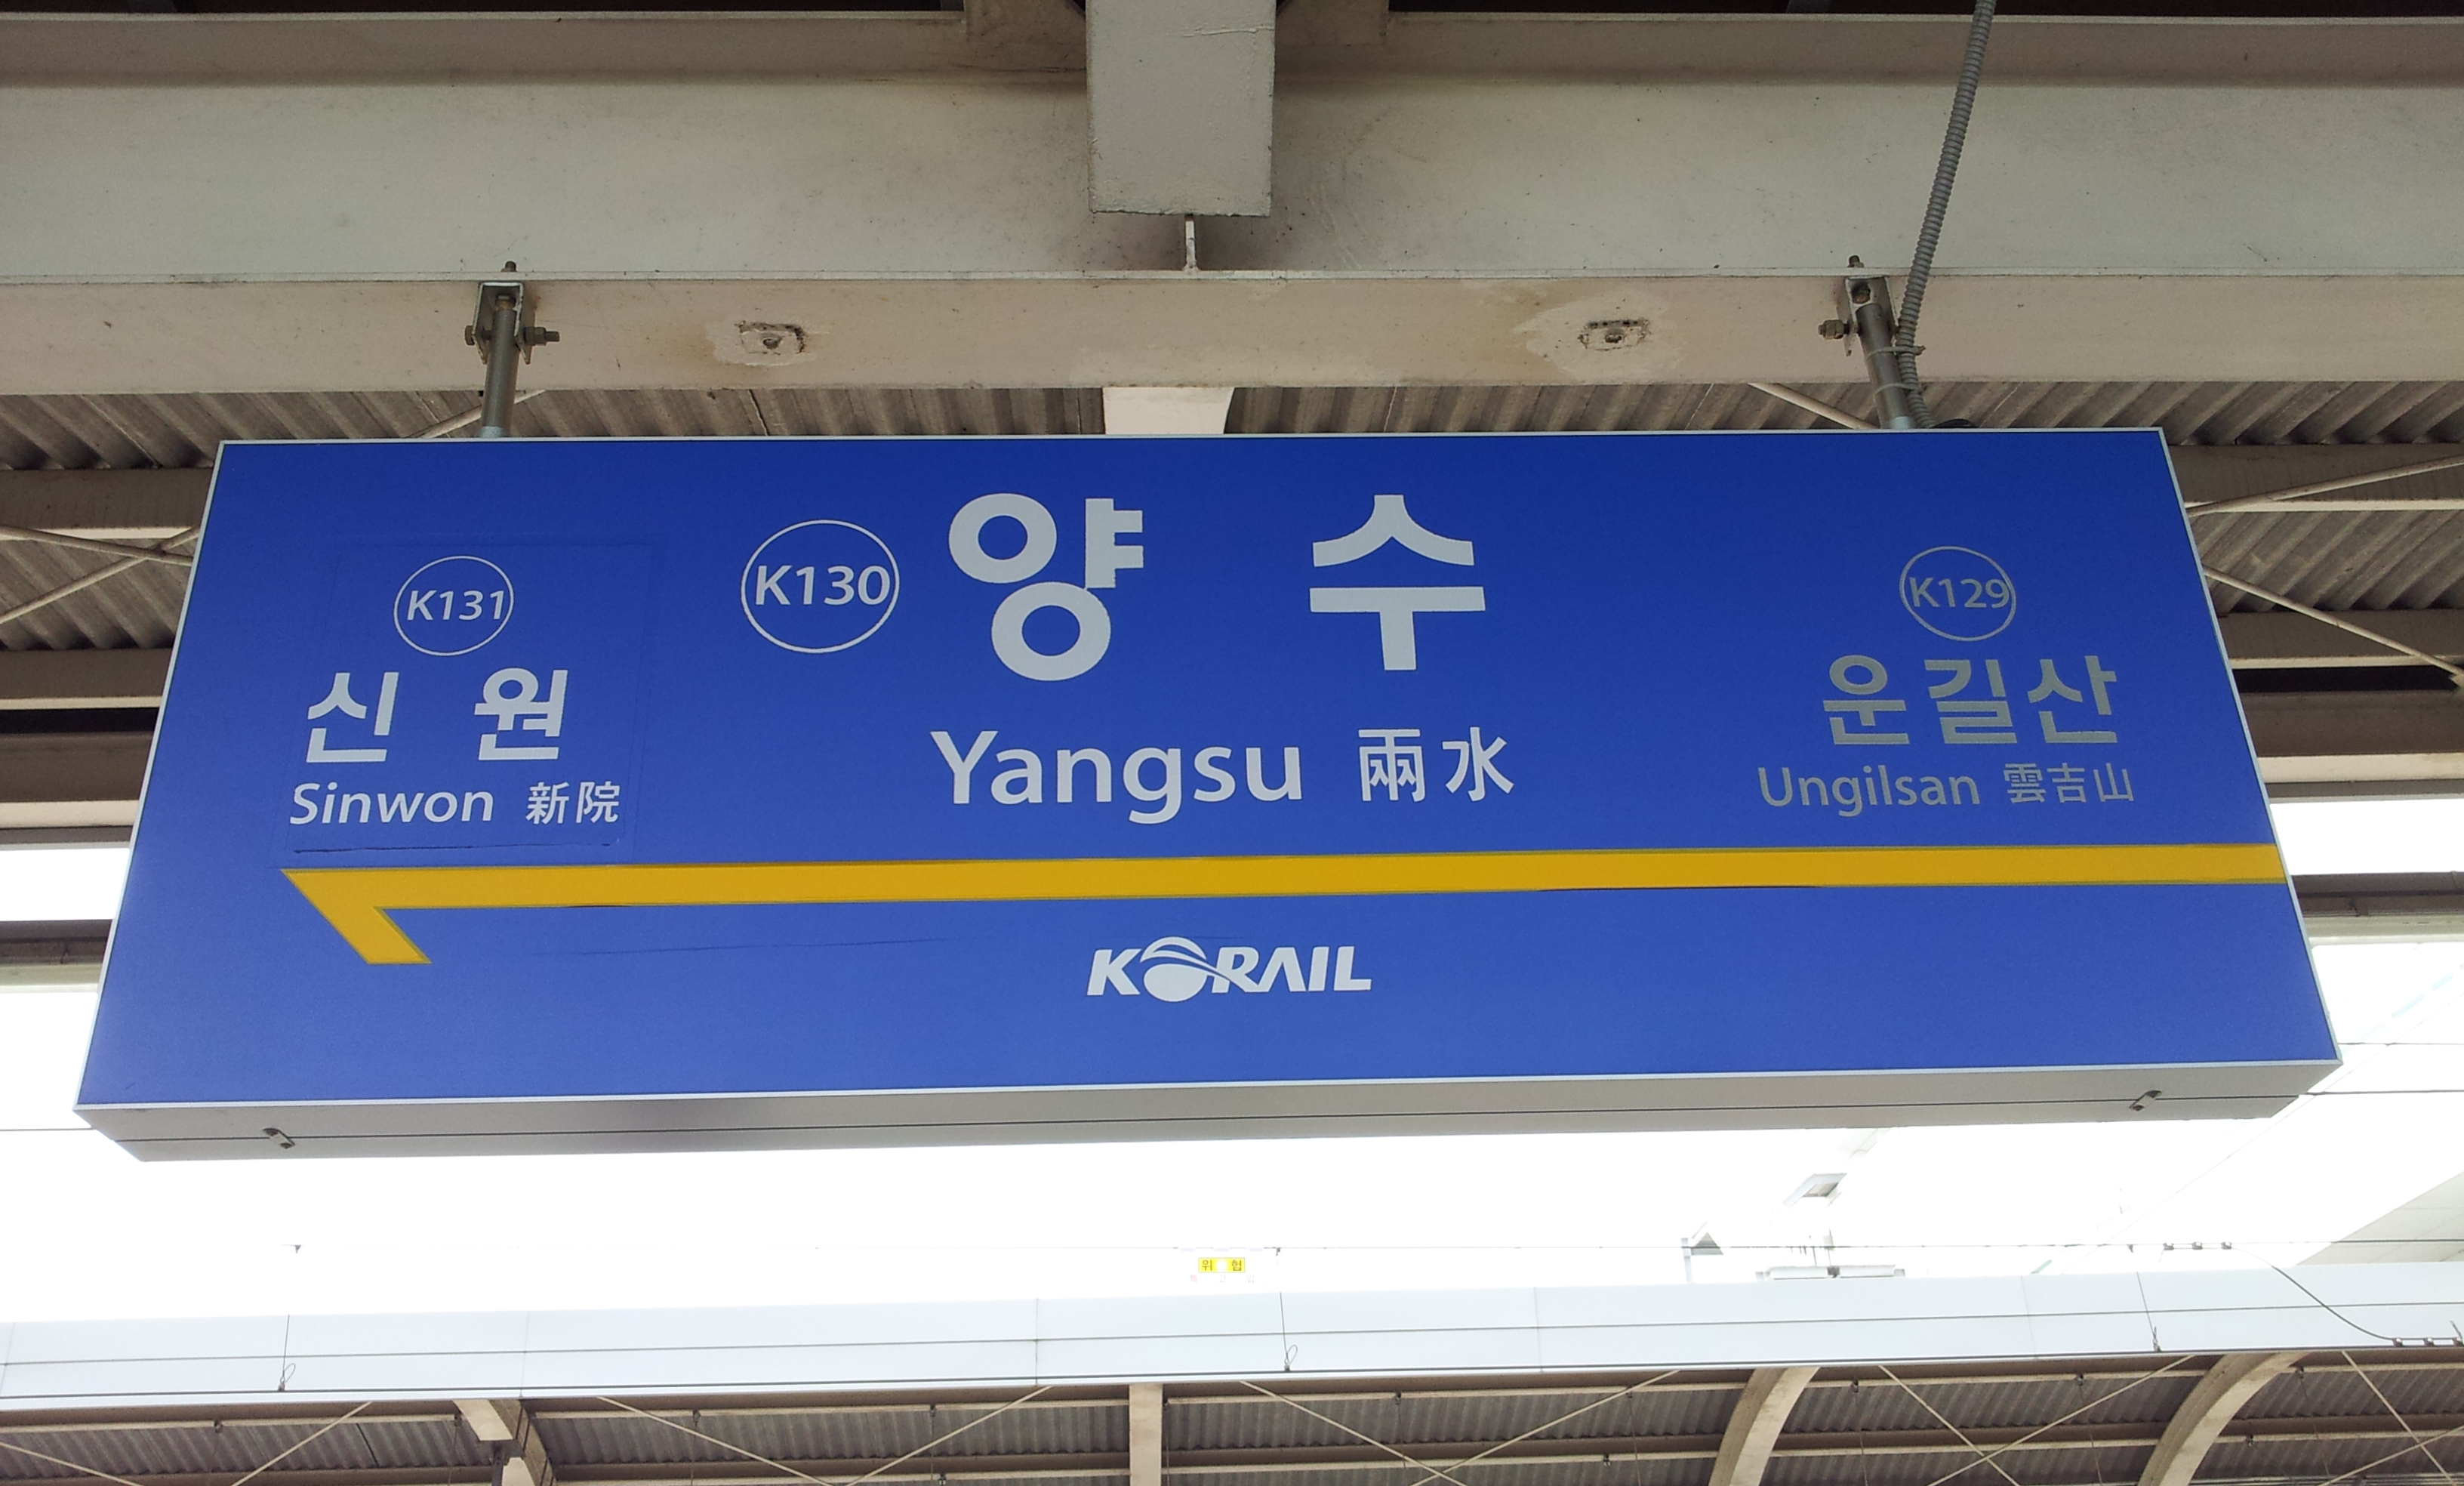 K131
신 원
Sinwon 新院
K130 양 수
Yangsu 兩水
K129
운길산
Ungilsan 雲吉山
KORAIL
위 험